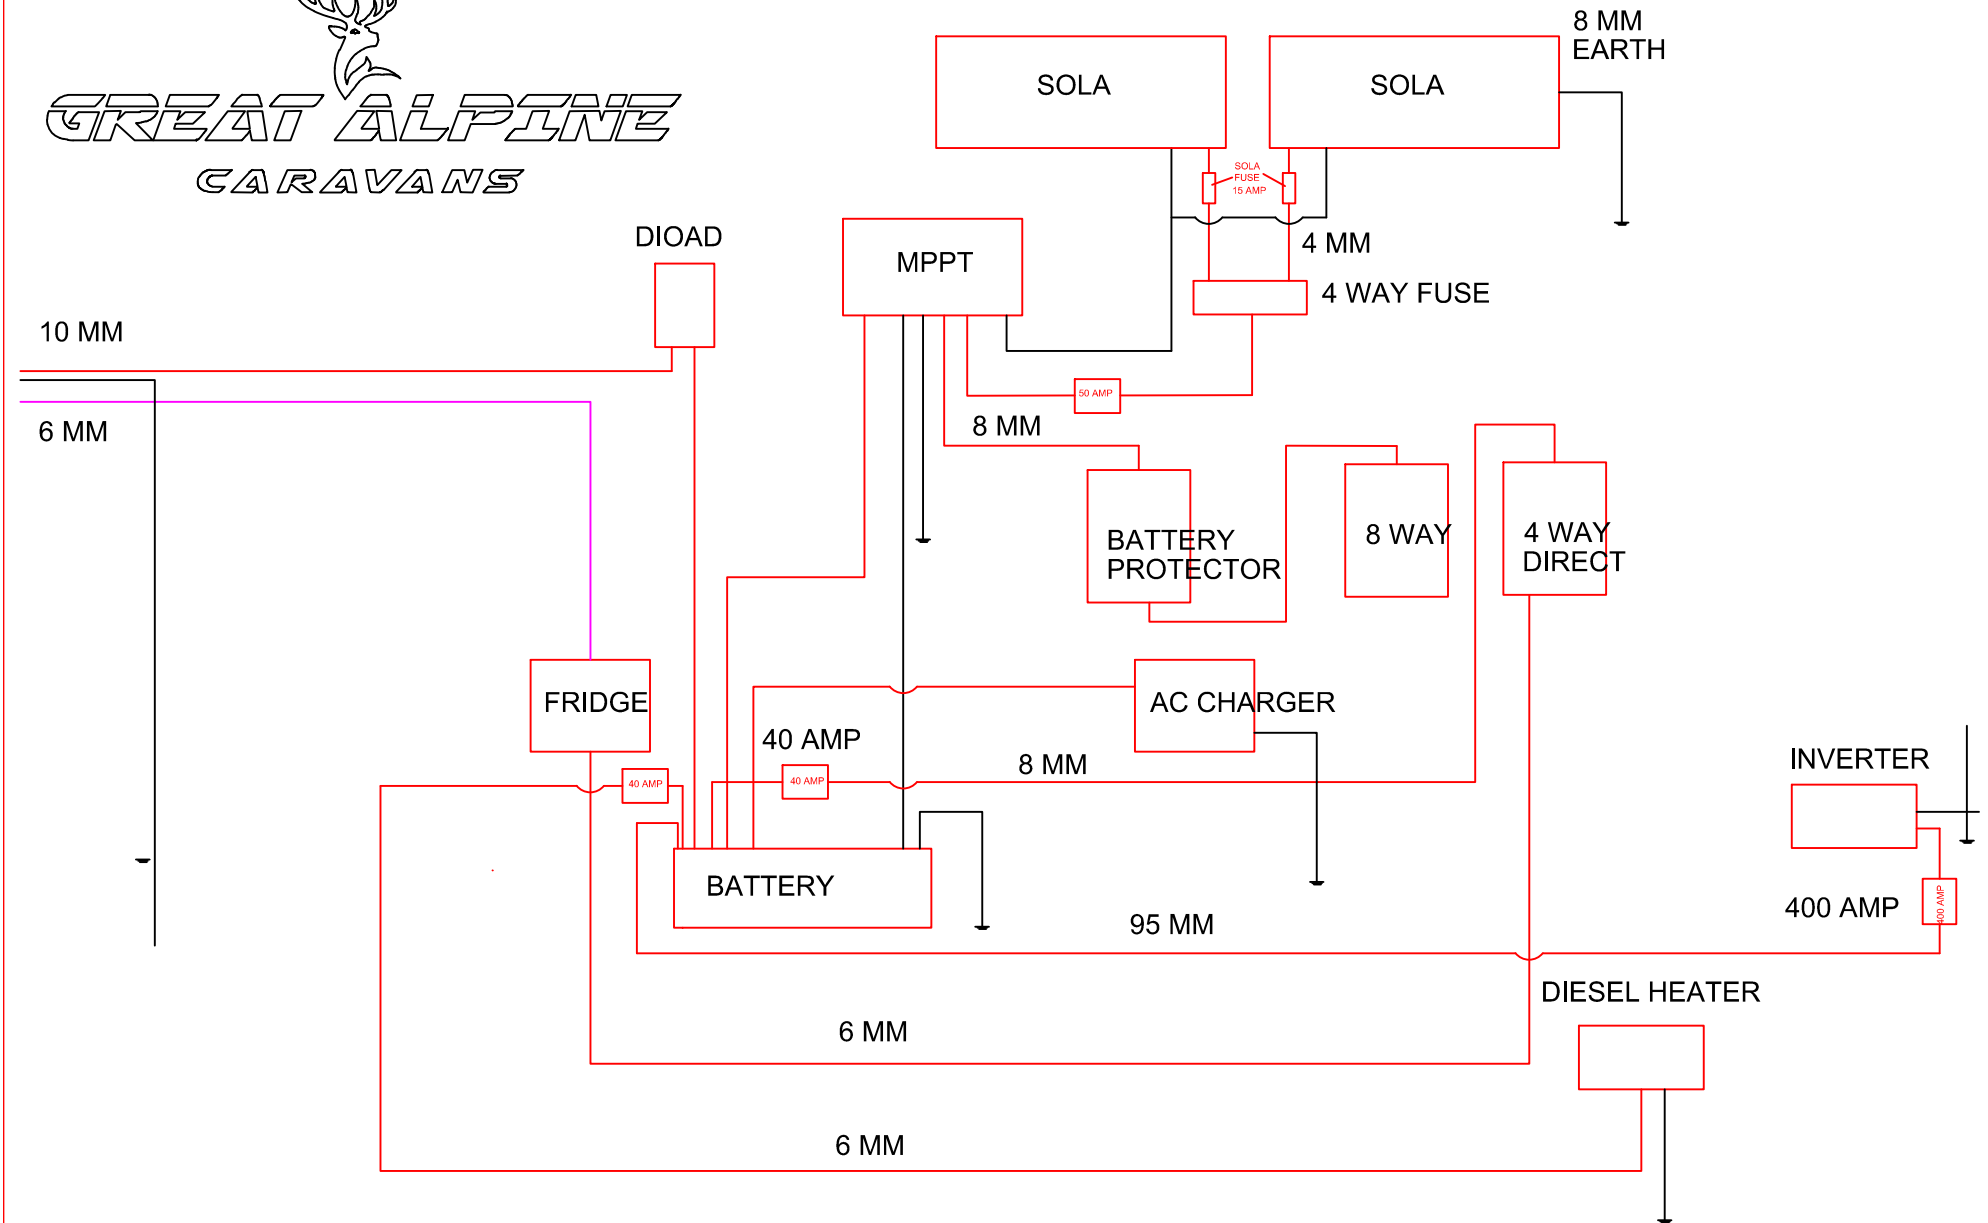 GREAT ALPINE
CARAVANS
8 MM
EARTH
SOLA
SOLA
SOLA
FUSE
15 AMP
DIOAD
MPPT
4 MM
4 WAY FUSE
10 MM
6 MM
50 AMP
8 MM
BATTERY
PROTECTOR
8 WAY
4 WAY
DIRECT
FRIDGE
AC CHARGER
40 AMP
8 MM
40 AMP
40 AMP
INVERTER
BATTERY
95 MM
400 AMP
400 AMP
DIESEL HEATER
6 MM
6 MM